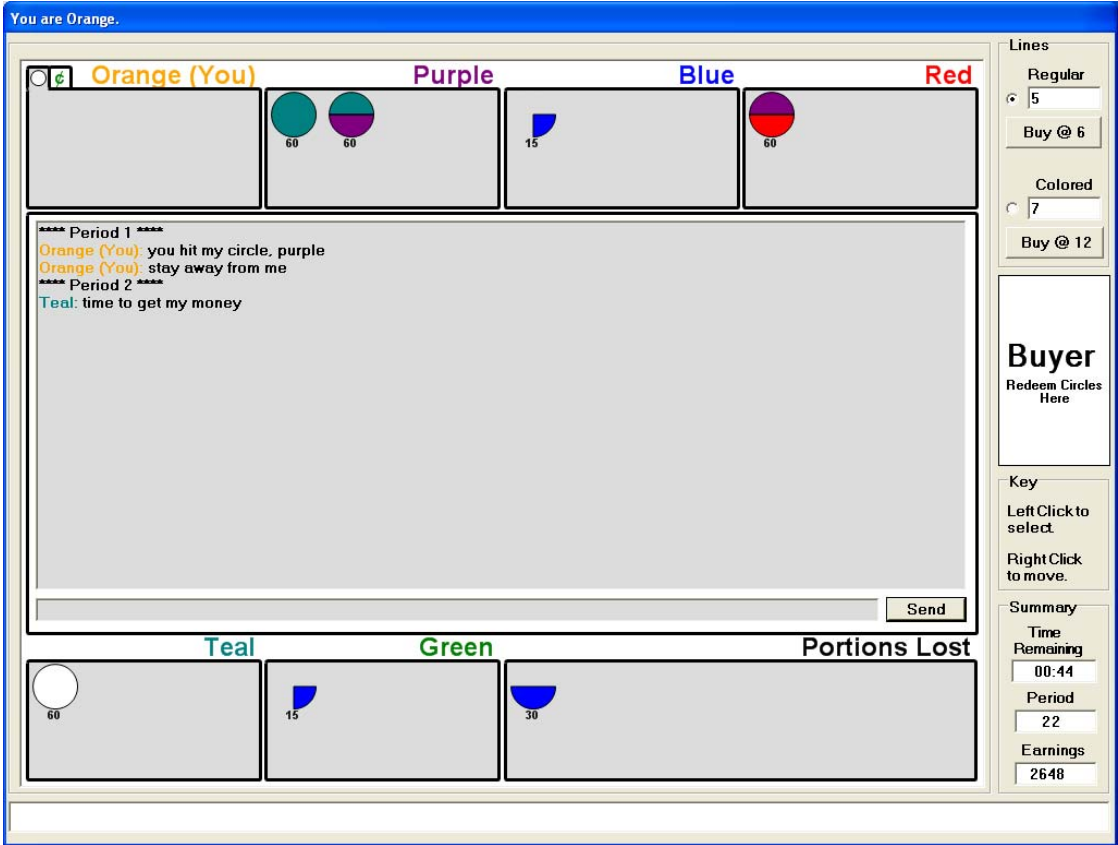 You are Orange.
¢ Orange (You) Purple Blue Red
60 60 15 60
**** Period 1 ****
Orange (You): you hit my circle, purple
Orange (You): stay away from me
**** Period 2 ****
Teal: time to get my money
Send
Teal Green Portions Lost
60 15 30
Lines
Regular
5
Buy @ 6
Colored
7
Buy @ 12
Buyer
Redeem Circles
Here
Key
Left Click to
select.
Right Click
to move.
Summary
Time
Remaining
00:44
Period
22
Earnings
2648